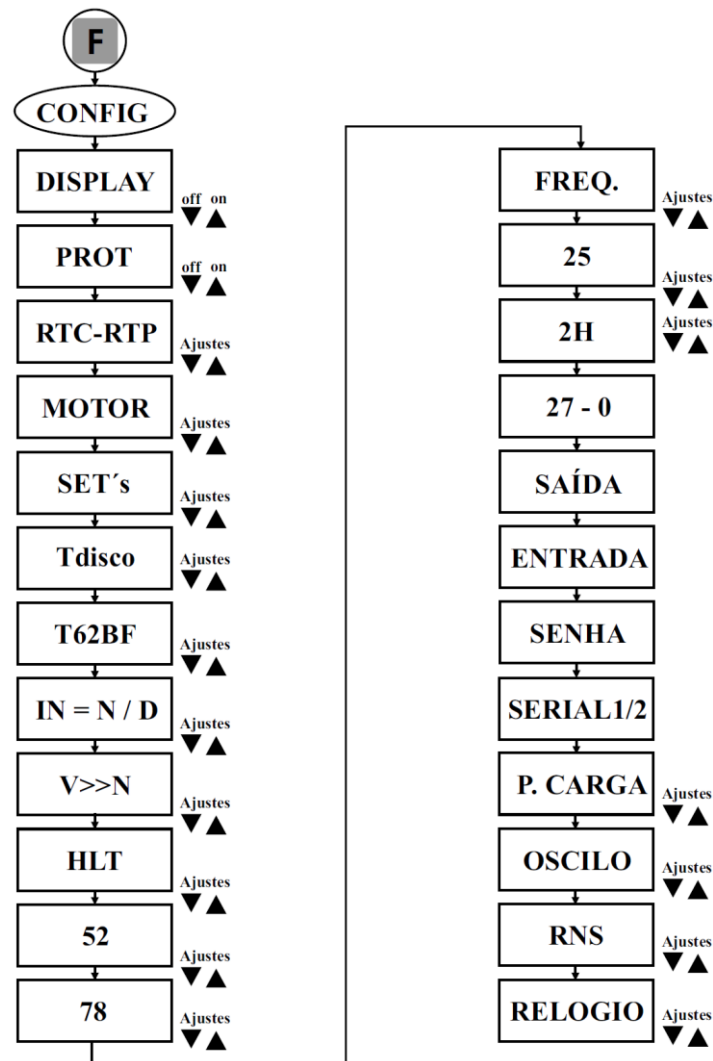 F
CONFIG
DISPLAY
off on
PROT
off on
RTC-RTP
Ajustes
MOTOR
Ajustes
SET´s
Ajustes
Tdisco
Ajustes
T62BF
Ajustes
IN = N / D
Ajustes
V>>N
Ajustes
HLT
Ajustes
52
Ajustes
78
Ajustes
FREQ.
Ajustes
25
Ajustes
2H
Ajustes
27 - 0
SAÍDA
ENTRADA
SENHA
SERIAL1/2
P. CARGA
Ajustes
OSCILO
Ajustes
RNS
Ajustes
RELOGIO
Ajustes